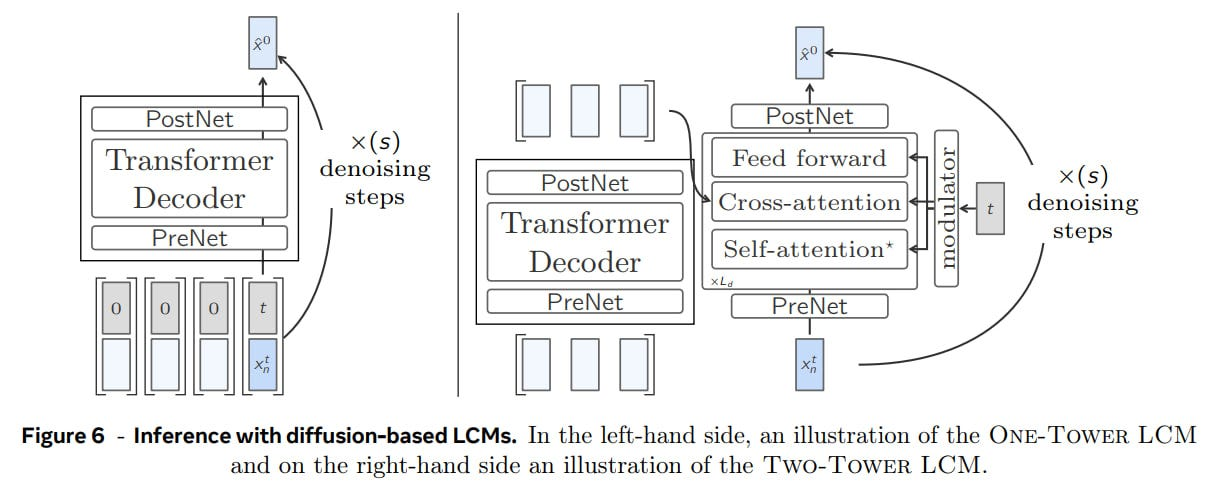 x̂⁰
PostNet
Transformer
Decoder
PreNet
0
0
0
t
xₙᵗ
×(s)
denoising
steps
x̂⁰
PostNet
Feed forward
Cross-attention
Self-attention*
×L_d
PreNet
xₙᵗ
modulator
t
PostNet
Transformer
Decoder
PreNet
×(s)
denoising
steps
Figure 6 - Inference with diffusion-based LCMs. In the left-hand side, an illustration of the ONE-TOWER LCM
and on the right-hand side an illustration of the TWO-TOWER LCM.